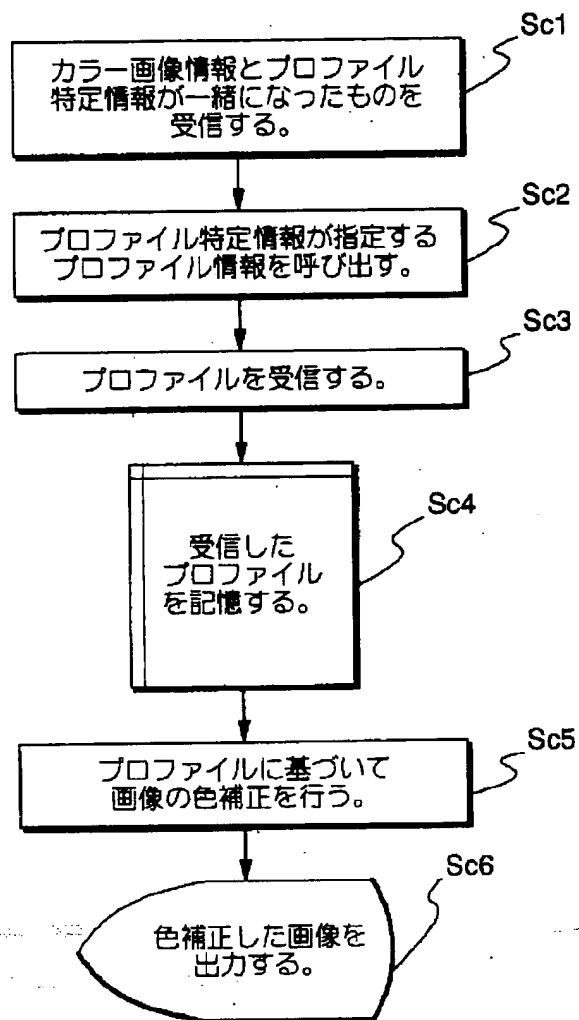 Sc1
カラー画像情報とプロファイル
特定情報が一緒になったものを
受信する。
Sc2
プロファイル特定情報が指定する
プロファイル情報を呼び出す。
Sc3
プロファイルを受信する。
Sc4
受信した
プロファイル
を記憶する。
Sc5
プロファイルに基づいて
画像の色補正を行う。
Sc6
色補正した画像を
出力する。